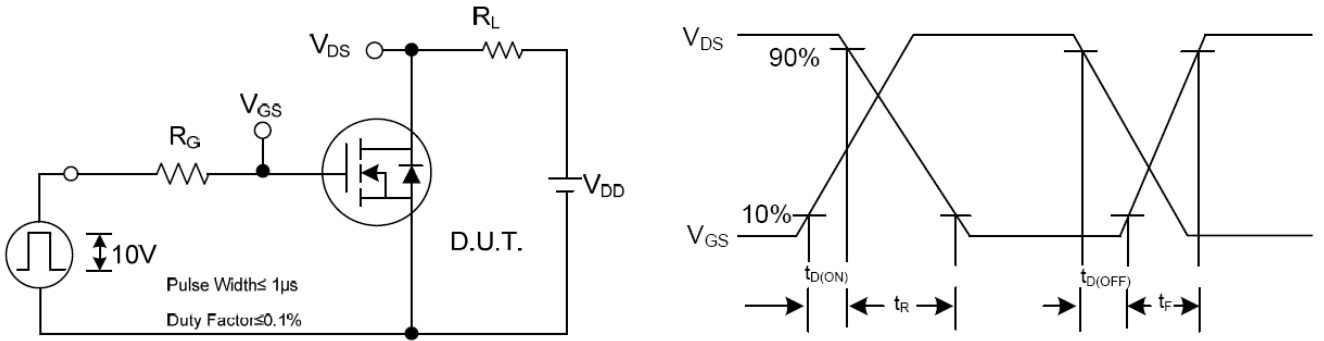 R_L
V_DS
V_GS
R_G
V_DD
10V
D.U.T.
Pulse Width≤ 1μs
Duty Factor≤0.1%
V_DS
90%
10%
V_GS
t_D(ON)
t_R
t_D(OFF)
t_F